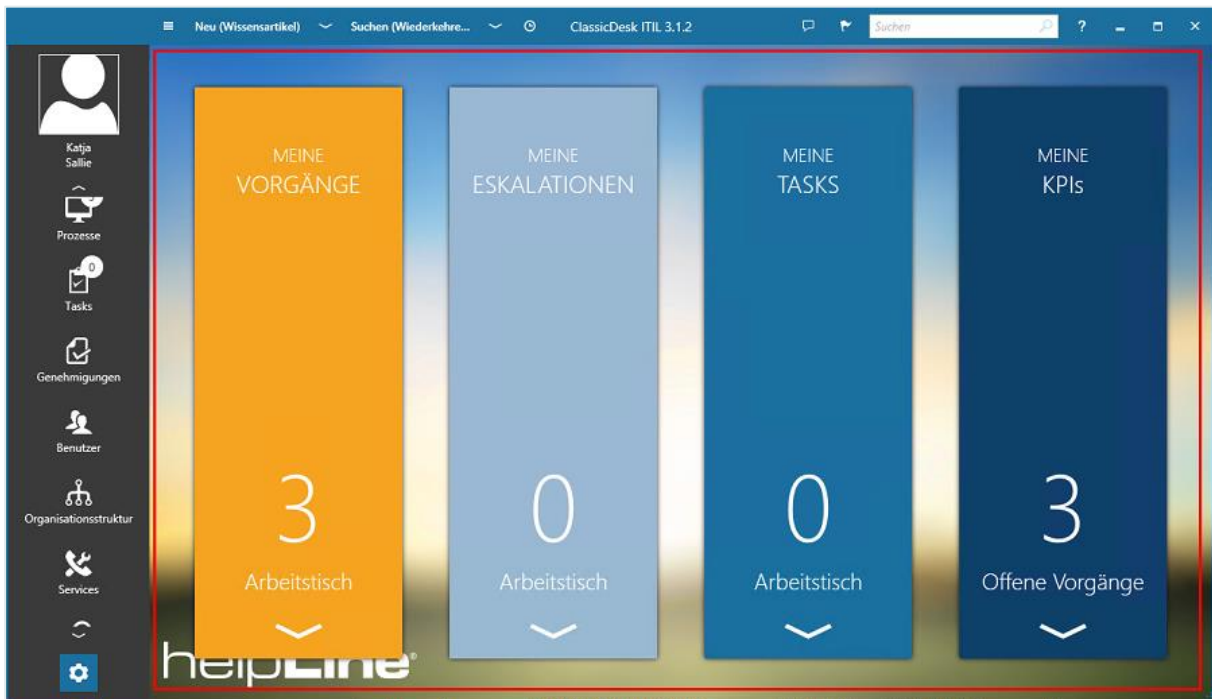 Neu (Wissensartikel) Suchen (Wiederkehre... ClassicDesk ITIL 3.1.2 Suchen ?
Katja
Sallie
Prozesse
0
Tasks
Genehmigungen
Benutzer
Organisationsstruktur
Services
MEINE
VORGÄNGE
3
Arbeitstisch
MEINE
ESKALATIONEN
0
Arbeitstisch
MEINE
TASKS
0
Arbeitstisch
MEINE
KPIs
3
Offene Vorgänge
helpLine®